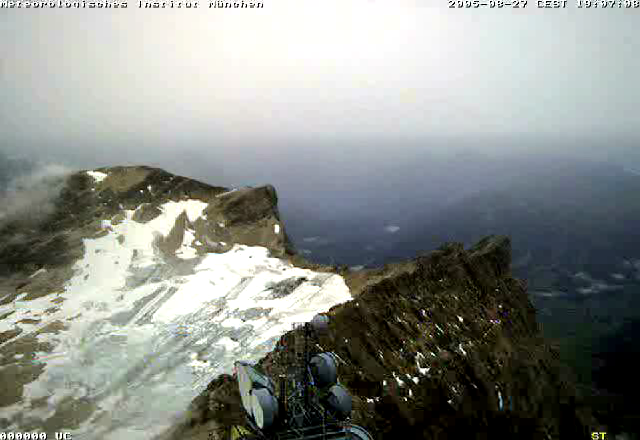 Meteorologisches Institut München
2005-08-27 CEST 19:07:08
000000 UC
ST